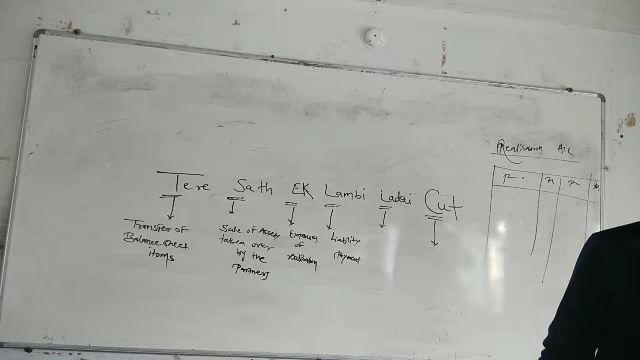 Realisation A/c
Tere Sath EK Lambi Ladai Cut
Transfer of
Balance sheet
items
Sale of Assets
taken over
by the
Partners
Expenses
of
realisation
Liability
Payment